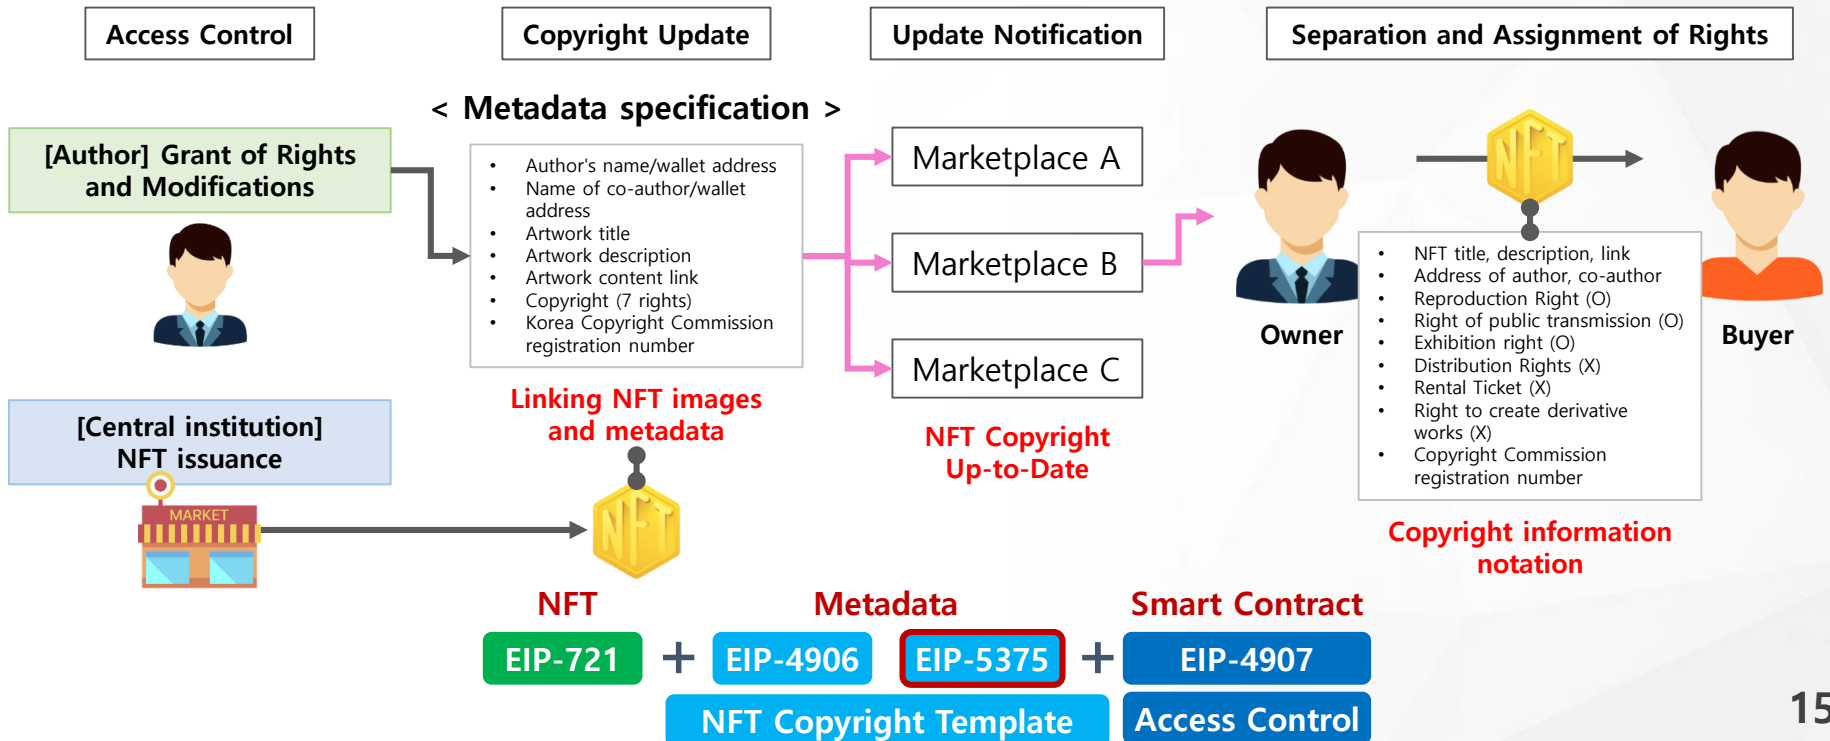 Access Control
Copyright Update
Update Notification
Separation and Assignment of Rights
< Metadata specification >
[Author] Grant of Rights
and Modifications
• Author's name/wallet address
• Name of co-author/wallet
address
• Artwork title
• Artwork description
• Artwork content link
• Copyright (7 rights)
• Korea Copyright Commission
registration number
Linking NFT images
and metadata
[Central institution]
NFT issuance
MARKET
NFT
Marketplace A
Marketplace B
Marketplace C
NFT Copyright
Up-to-Date
NFT
Owner
Buyer
• NFT title, description, link
• Address of author, co-author
• Reproduction Right (O)
• Right of public transmission (O)
• Exhibition right (O)
• Distribution Rights (X)
• Rental Ticket (X)
• Right to create derivative
works (X)
• Copyright Commission
registration number
Copyright information
notation
NFT
Metadata
Smart Contract
EIP-721 + EIP-4906 EIP-5375 + EIP-4907
NFT Copyright Template
Access Control
15